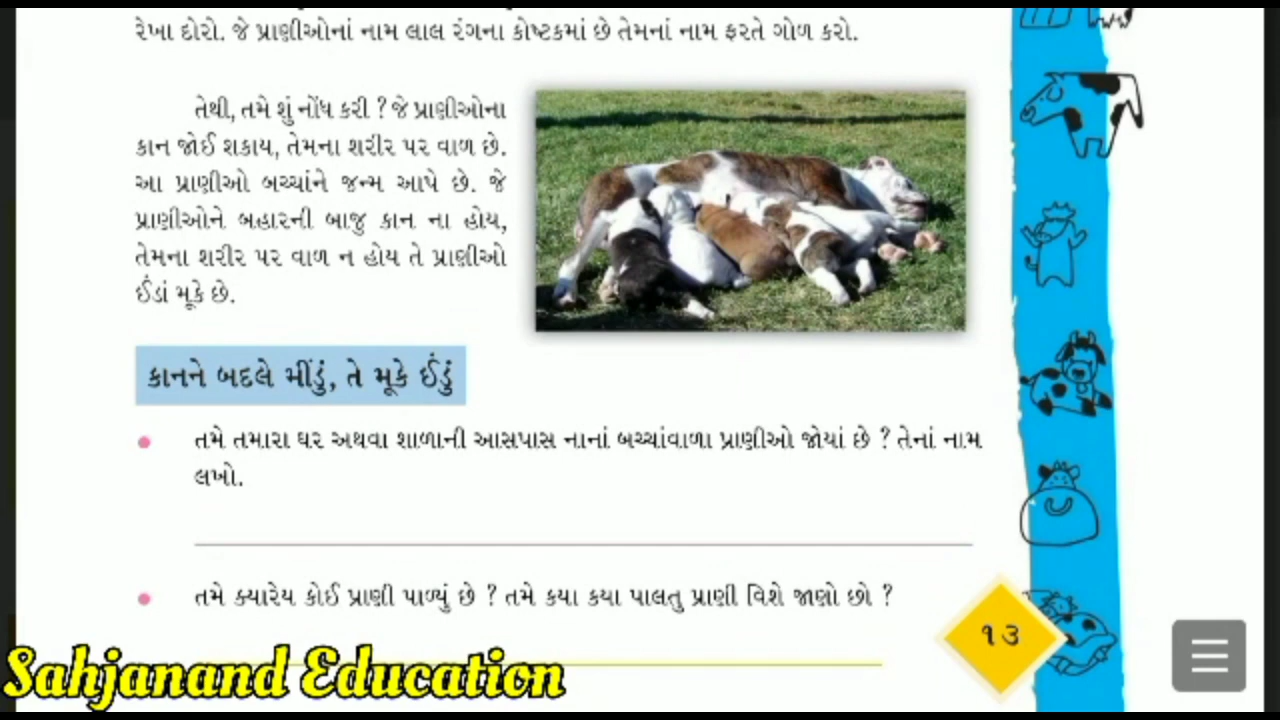 રેખા દોરો. જે પ્રાણીઓનાં નામ લાલ રંગના કોષ્ટકમાં છે તેમનાં નામ ફરતે ગોળ કરો.
તેથી, તમે શું નોંધ કરી ? જે પ્રાણીઓના
કાન જોઈ શકાય, તેમના શરીર પર વાળ છે.
આ પ્રાણીઓ બચ્ચાંને જન્મ આપે છે. જે
પ્રાણીઓને બહારની બાજુ કાન ના હોય,
તેમના શરીર પર વાળ ન હોય તે પ્રાણીઓ
ઈંડાં મૂકે છે.
કાનને બદલે મીંડું, તે મૂકે ઈંડું
તમે તમારા ઘર અથવા શાળાની આસપાસ નાનાં બચ્ચાંવાળા પ્રાણીઓ જોયાં છે ? તેનાં નામ
લખો.
તમે ક્યારેય કોઈ પ્રાણી પાળ્યું છે ? તમે કયા કયા પાલતુ પ્રાણી વિશે જાણો છો ?
૧૩
Sahjanand Education